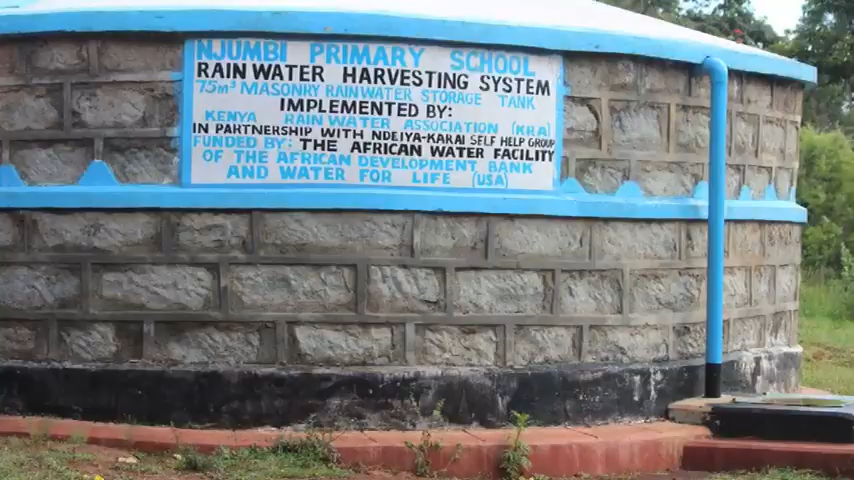 NJUMBI PRIMARY SCHOOL
RAIN WATER HARVESTING SYSTEM
75m³ MASONRY RAINWATER STORAGE TANK
IMPLEMENTED BY:
KENYA RAIN WATER ASSOCIATION (KRA)
IN PARTNERSHIP WITH NDEIYA-KARAI SELF HELP GROUP
FUNDED BY: THE AFRICAN WATER FACILITY
OF THE AFRICAN DEVELOPMENT BANK
AND WATER FOR LIFE (USA)